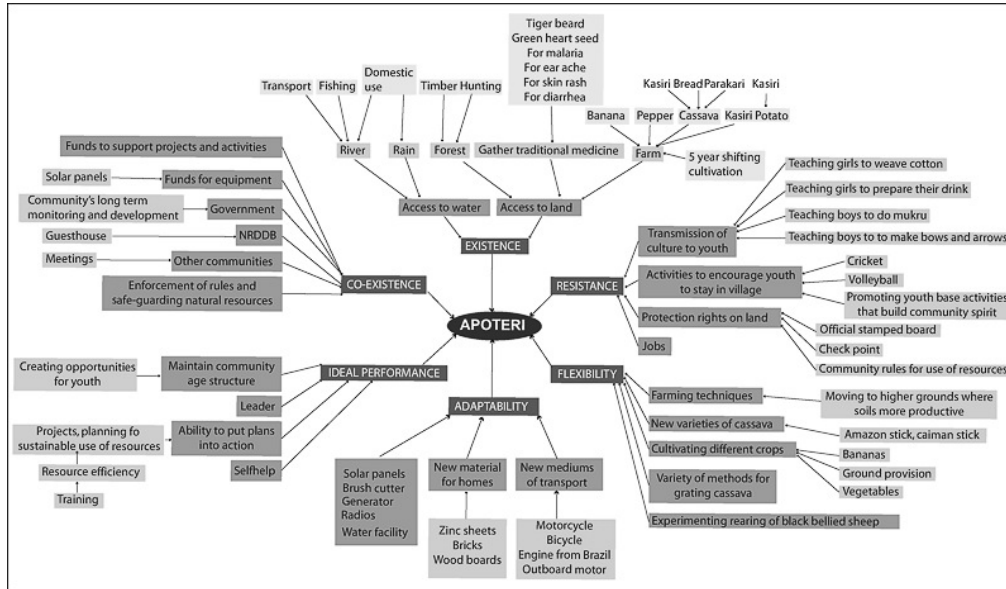 Tiger beard
Green heart seed
For malaria
For ear ache
For skin rash
For diarrhea
Transport
Fishing
Domestic
use
Timber
Hunting
Kasiri
Bread
Parakari
Kasiri
Banana
Pepper
Cassava
Kasiri Potato
River
Rain
Forest
Gather traditional medicine
Farm
5 year shifting
cultivation
Access to water
Access to land
EXISTENCE
Funds to support projects and activities
Solar panels
Funds for equipment
Community's long term
monitoring and development
Government
Guesthouse
NRDDB
Meetings
Other communities
Enforcement of rules and
safe-guarding natural resources
CO-EXISTENCE
Teaching girls to weave cotton
Teaching girls to prepare their drink
Teaching boys to do mukru
Teaching boys to to make bows and arrows
Transmission of
culture to youth
Cricket
Volleyball
Promoting youth base activities
that build community spirit
Activities to encourage youth
to stay in village
Protection rights on land
Official stamped board
Check point
Community rules for use of resources
Jobs
RESISTANCE
APOTERI
Creating opportunities
for youth
Maintain community
age structure
Leader
Projects, planning fo
sustainable use of resources
Ability to put plans
into action
Resource efficiency
Training
Selfhelp
IDEAL PERFORMANCE
ADAPTABILITY
Solar panels
Brush cutter
Generator
Radios
Water facility
New material
for homes
Zinc sheets
Bricks
Wood boards
New mediums
of transport
Motorcycle
Bicycle
Engine from Brazil
Outboard motor
FLEXIBILITY
Farming techniques
Moving to higher grounds where
soils more productive
New varieties of cassava
Amazon stick, caiman stick
Cultivating different crops
Bananas
Ground provision
Vegetables
Variety of methods for
grating cassava
Experimenting rearing of black bellied sheep